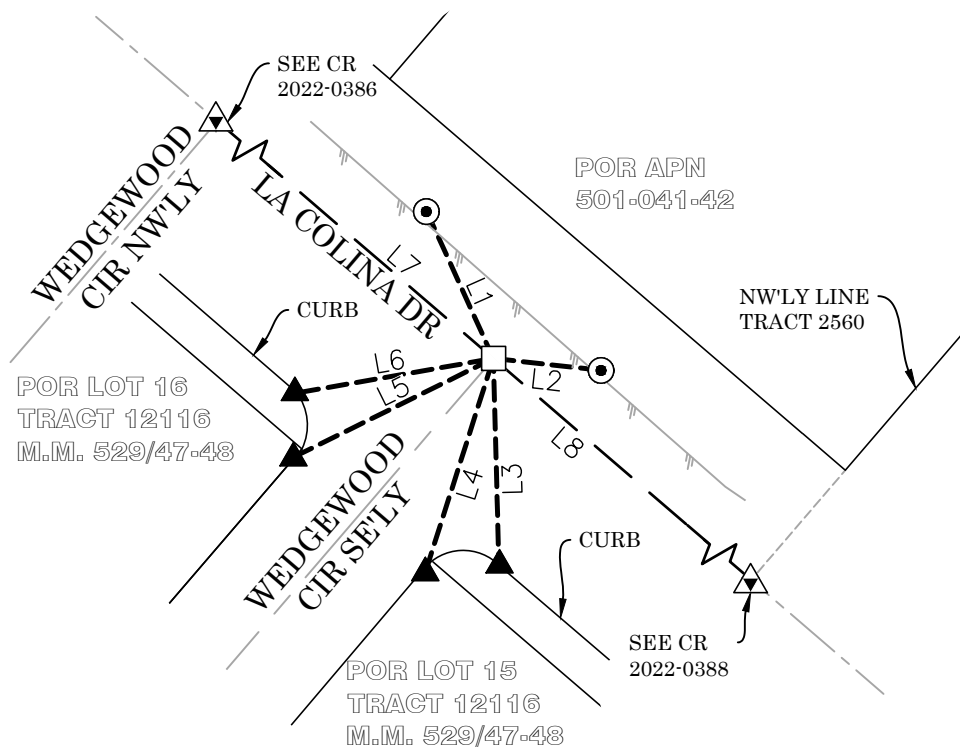 SEE CR
2022-0386
WEDGEWOOD
CIR NW'LY
LA COLINA DR
L7
POR APN
501-041-42
L1
NW'LY LINE
TRACT 2560
CURB
L6
L5
L2
POR LOT 16
TRACT 12116
M.M. 529/47-48
L8
L4
L3
WEDGEWOOD
CIR SE'LY
CURB
SEE CR
2022-0388
POR LOT 15
TRACT 12116
M.M. 529/47-48